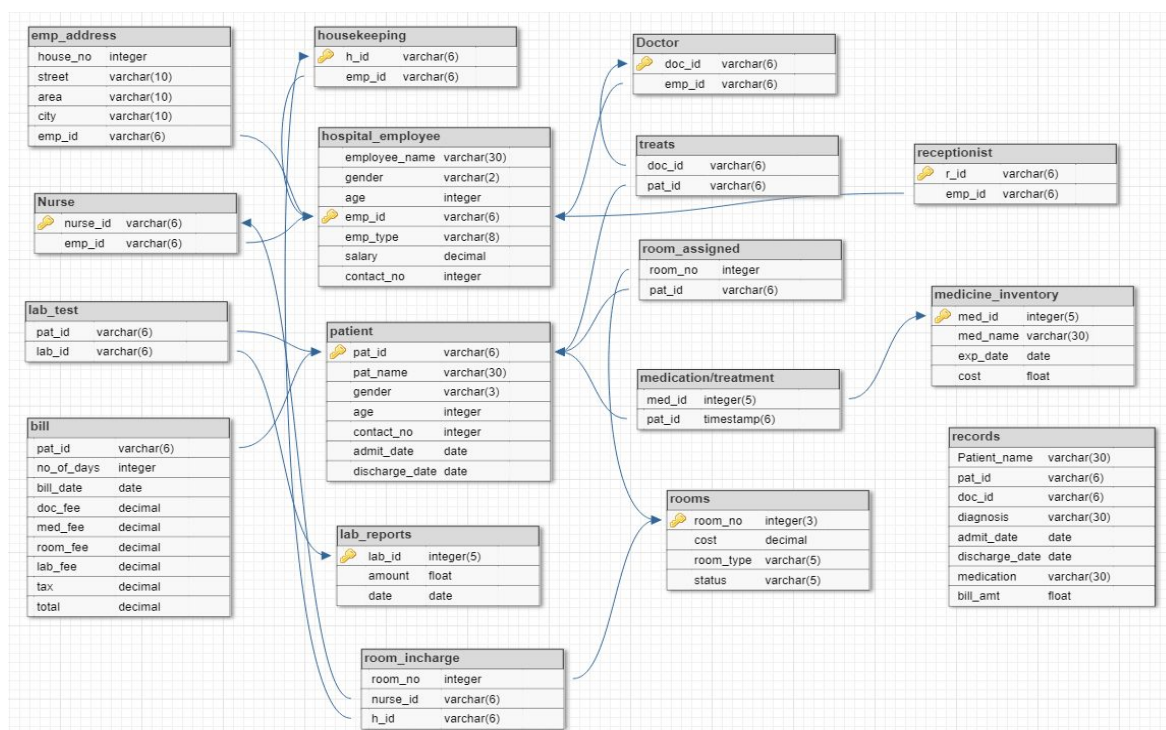 emp_address
house_no integer
street varchar(10)
area varchar(10)
city varchar(10)
emp_id varchar(6)
housekeeping
h_id varchar(6)
emp_id varchar(6)
Doctor
doc_id varchar(6)
emp_id varchar(6)
hospital_employee
employee_name varchar(30)
gender varchar(2)
age integer
emp_id varchar(6)
emp_type varchar(8)
salary decimal
contact_no integer
treats
doc_id varchar(6)
pat_id varchar(6)
receptionist
r_id varchar(6)
emp_id varchar(6)
Nurse
nurse_id varchar(6)
emp_id varchar(6)
room_assigned
room_no integer
pat_id varchar(6)
lab_test
pat_id varchar(6)
lab_id varchar(6)
patient
pat_id varchar(6)
pat_name varchar(30)
gender varchar(3)
age integer
contact_no integer
admit_date date
discharge_date date
medicine_inventory
med_id integer(5)
med_name varchar(30)
exp_date date
cost float
medication/treatment
med_id integer(5)
pat_id timestamp(6)
bill
pat_id varchar(6)
no_of_days integer
bill_date date
doc_fee decimal
med_fee decimal
room_fee decimal
lab_fee decimal
tax decimal
total decimal
records
Patient_name varchar(30)
pat_id varchar(6)
doc_id varchar(6)
diagnosis varchar(30)
admit_date date
discharge_date date
medication varchar(30)
bill_amt float
rooms
room_no integer(3)
cost decimal
room_type varchar(5)
status varchar(5)
lab_reports
lab_id integer(5)
amount float
date date
room_incharge
room_no integer
nurse_id varchar(6)
h_id varchar(6)